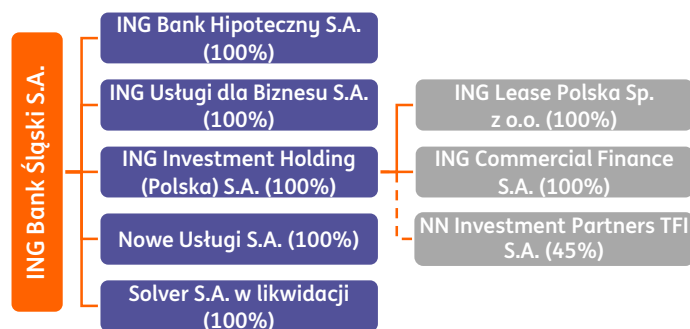 ING Bank Śląski S.A.
ING Bank Hipoteczny S.A.
(100%)
ING Usługi dla Biznesu S.A.
(100%)
ING Investment Holding
(Polska) S.A. (100%)
Nowe Usługi S.A. (100%)
Solver S.A. w likwidacji
(100%)
ING Lease Polska Sp.
z o.o. (100%)
ING Commercial Finance
S.A. (100%)
NN Investment Partners TFI
S.A. (45%)